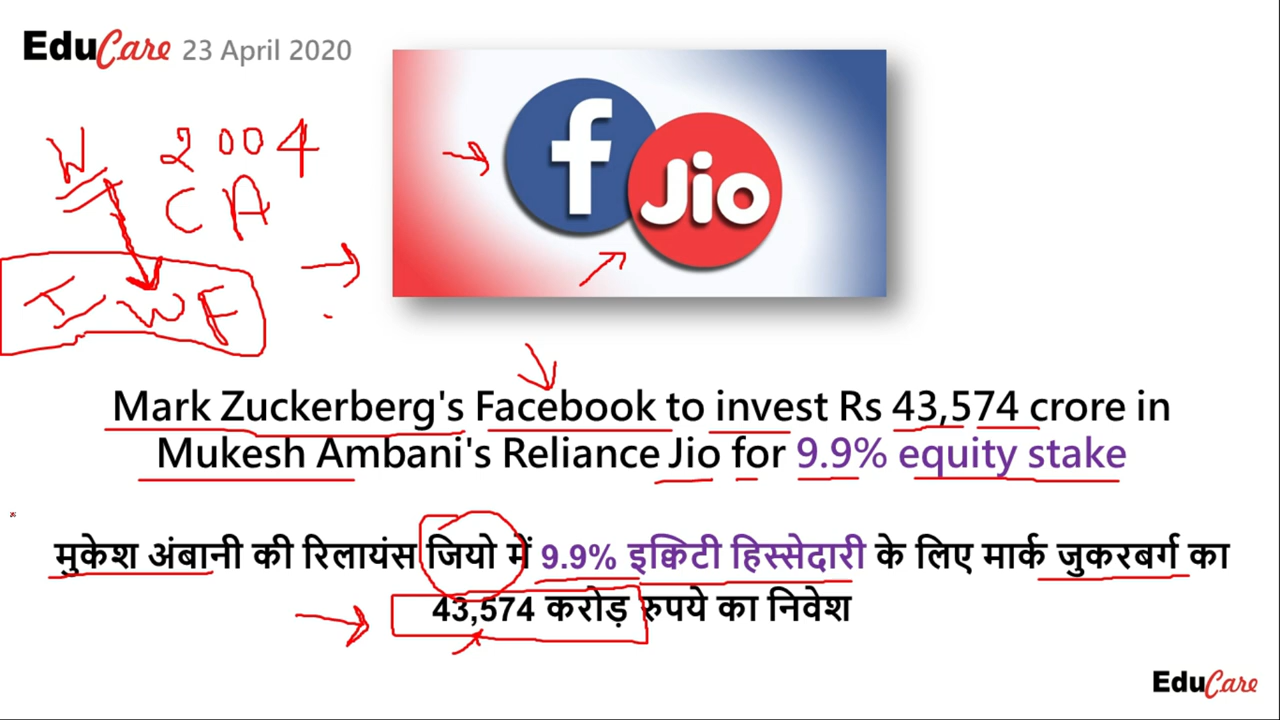 EduCare 23 April 2020
f
Jio
W 2004
CA
IWF
Mark Zuckerberg's Facebook to invest Rs 43,574 crore in
Mukesh Ambani's Reliance Jio for 9.9% equity stake
मुकेश अंबानी की रिलायंस जियो में 9.9% इक्विटी हिस्सेदारी के लिए मार्क जुकरबर्ग का
43,574 करोड़ रुपये का निवेश
EduCare